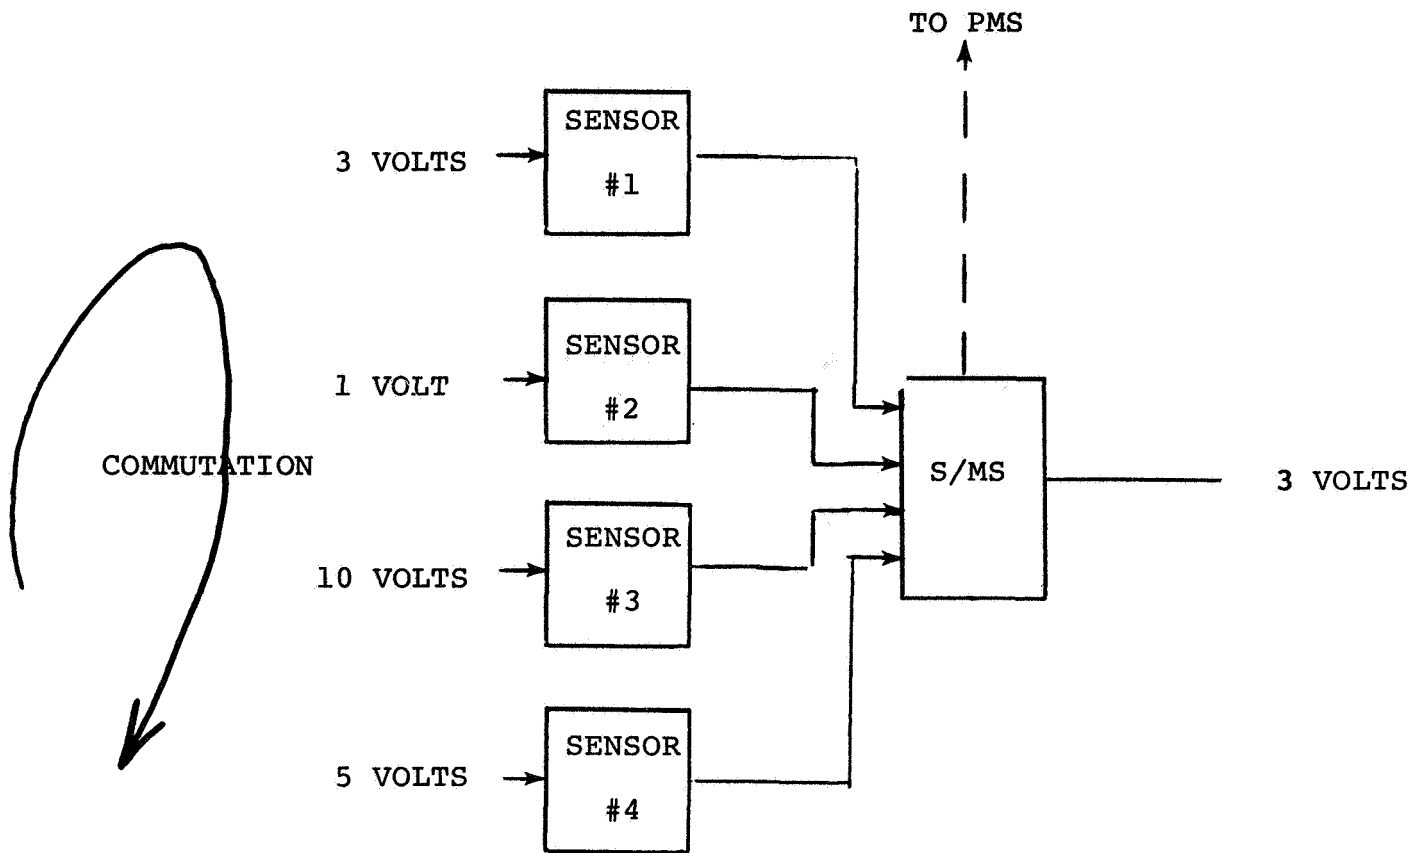 TO PMS
SENSOR
#1
3 VOLTS
SENSOR
#2
1 VOLT
COMMUTATION
S/MS
3 VOLTS
SENSOR
#3
10 VOLTS
SENSOR
#4
5 VOLTS